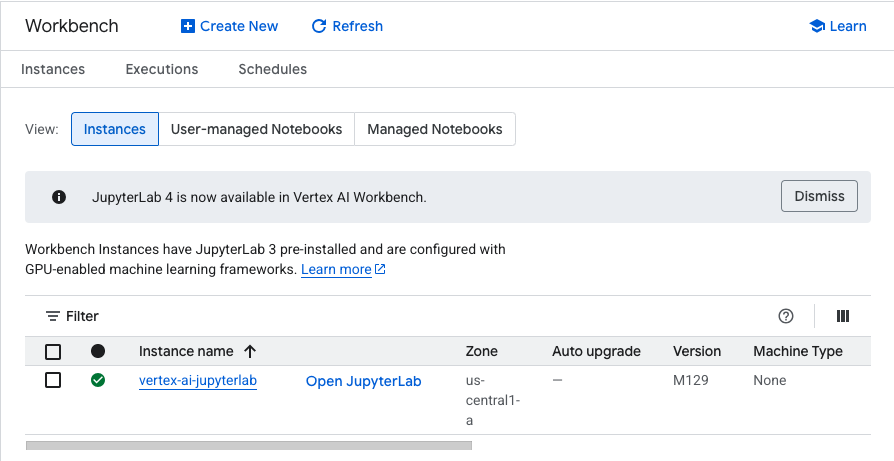 Workbench Create New Refresh Learn
Instances Executions Schedules
View: Instances User-managed Notebooks Managed Notebooks
JupyterLab 4 is now available in Vertex AI Workbench. Dismiss
Workbench Instances have JupyterLab 3 pre-installed and are configured with
GPU-enabled machine learning frameworks. Learn more
Filter
Instance name Zone Auto upgrade Version Machine Type
vertex-ai-jupyterlab Open JupyterLab us- — M129 None
central1-
a